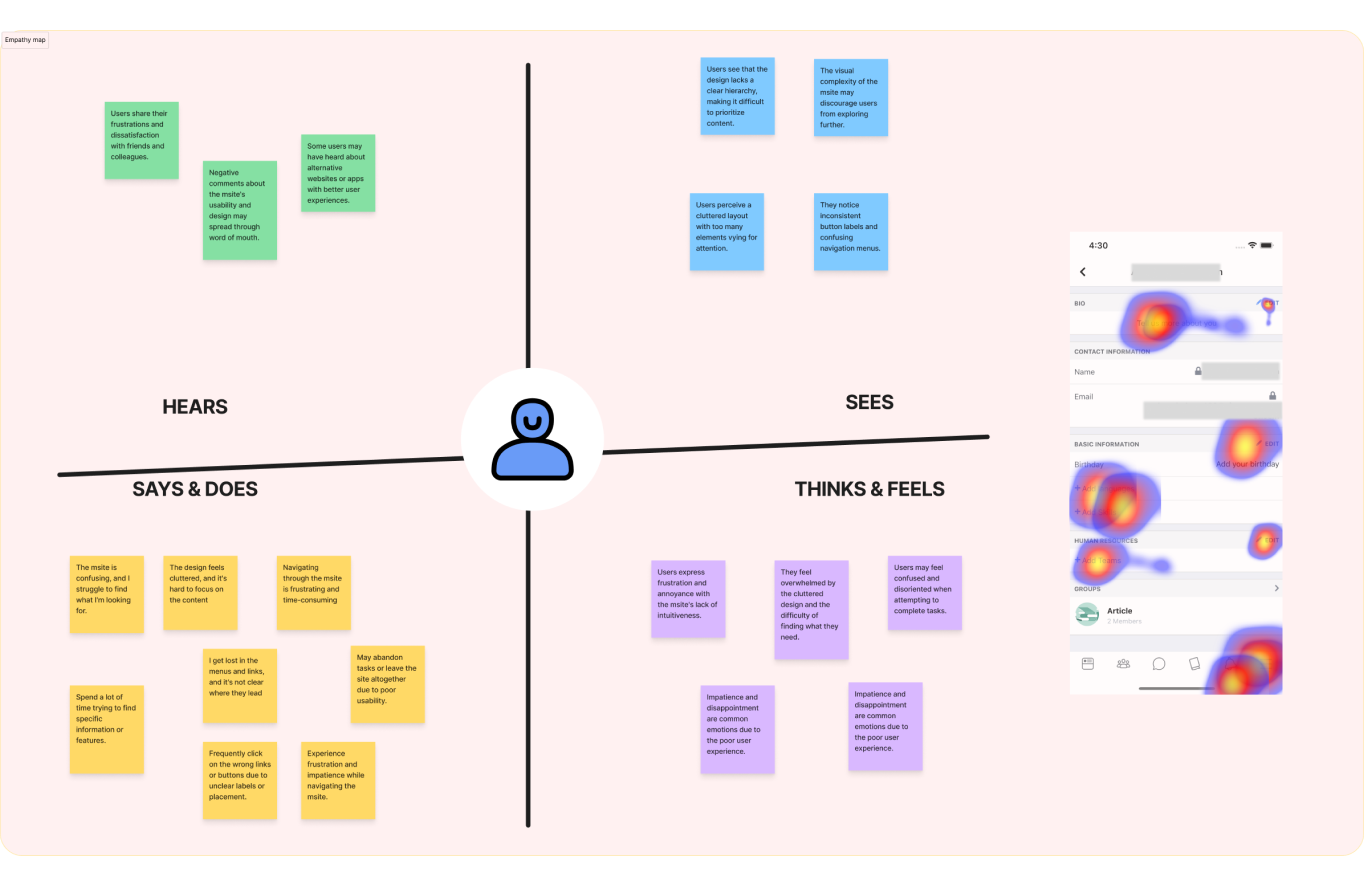 Empathy map
Users share their
frustrations and
dissatisfaction
with friends and
colleagues.
Negative
comments about
the msite's
usability and
design may
spread through
word of mouth.
Some users may
have heard about
alternative
websites or apps
with better user
experiences.
HEARS
Users see that the
design lacks a
clear hierarchy,
making it difficult
to prioritize
content.
The visual
complexity of the
msite may
discourage users
from exploring
further.
Users perceive a
cluttered layout
with too many
elements vying for
attention.
They notice
inconsistent
button labels and
confusing
navigation menus.
SEES
SAYS & DOES
The msite is
confusing, and I
struggle to find
what I'm looking
for.
The design feels
cluttered, and it's
hard to focus on
the content
Navigating
through the msite
is frustrating and
time-consuming
I get lost in the
menus and links,
and it's not clear
where they lead
May abandon
tasks or leave the
site altogether
due to poor
usability.
Spend a lot of
time trying to find
specific
information or
features.
Frequently click
on the wrong links
or buttons due to
unclear labels or
placement.
Experience
frustration and
impatience while
navigating the
msite.
THINKS & FEELS
Users express
frustration and
annoyance with
the msite's lack of
intuitiveness.
They feel
overwhelmed by
the cluttered
design and the
difficulty of
finding what they
need.
Users may feel
confused and
disoriented when
attempting to
complete tasks.
Impatience and
disappointment
are common
emotions due to
the poor user
experience.
Impatience and
disappointment
are common
emotions due to
the poor user
experience.
4:30
BIO
CONTACT INFORMATION
Name
Email
BASIC INFORMATION EDIT
Birthday Add your birthday
+ Add
+ Add
HUMAN RESOURCES EDIT
+ Add Teams
GROUPS
Article
2 Members